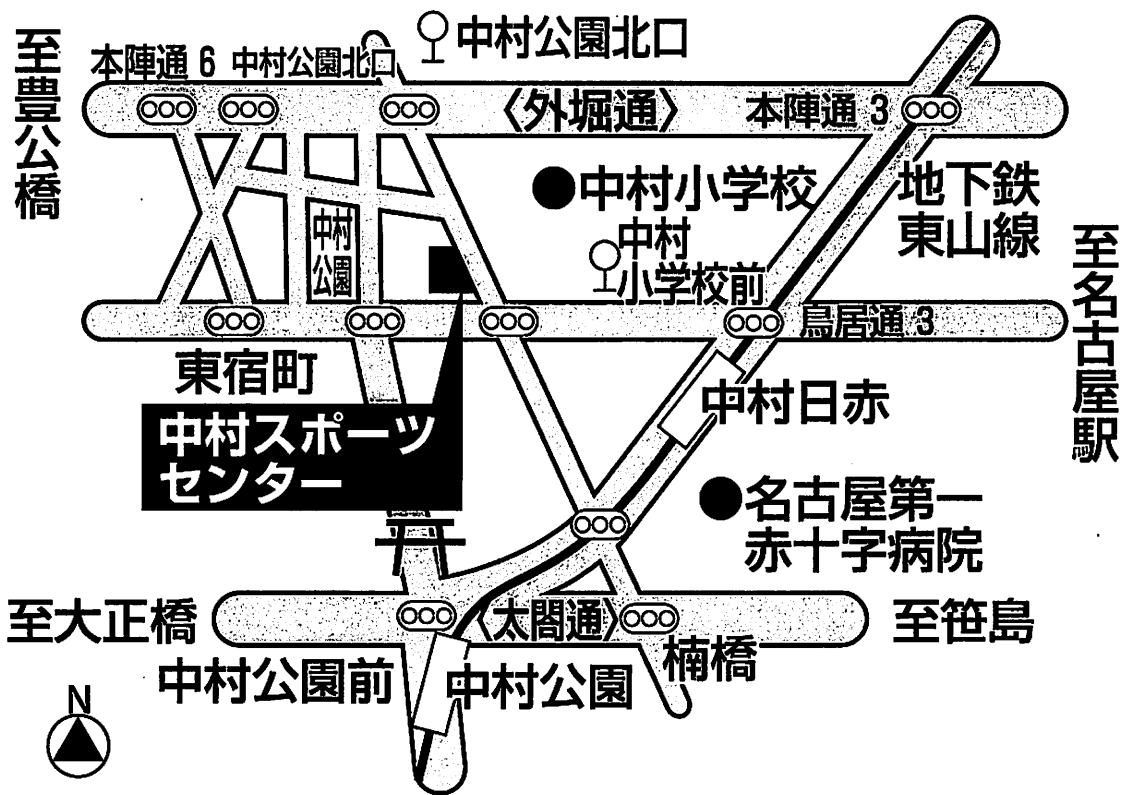 中村公園北口
至豊公橋
本陣通 6
中村公園北口
〈外堀通〉
本陣通 3
中村小学校
地下鉄
東山線
中村
公園
中村
小学校前
至名古屋駅
鳥居通 3
東宿町
中村日赤
中村スポーツ
センター
名古屋第一
赤十字病院
至大正橋
〈太閤通〉
至笹島
楠橋
中村公園前
中村公園
N